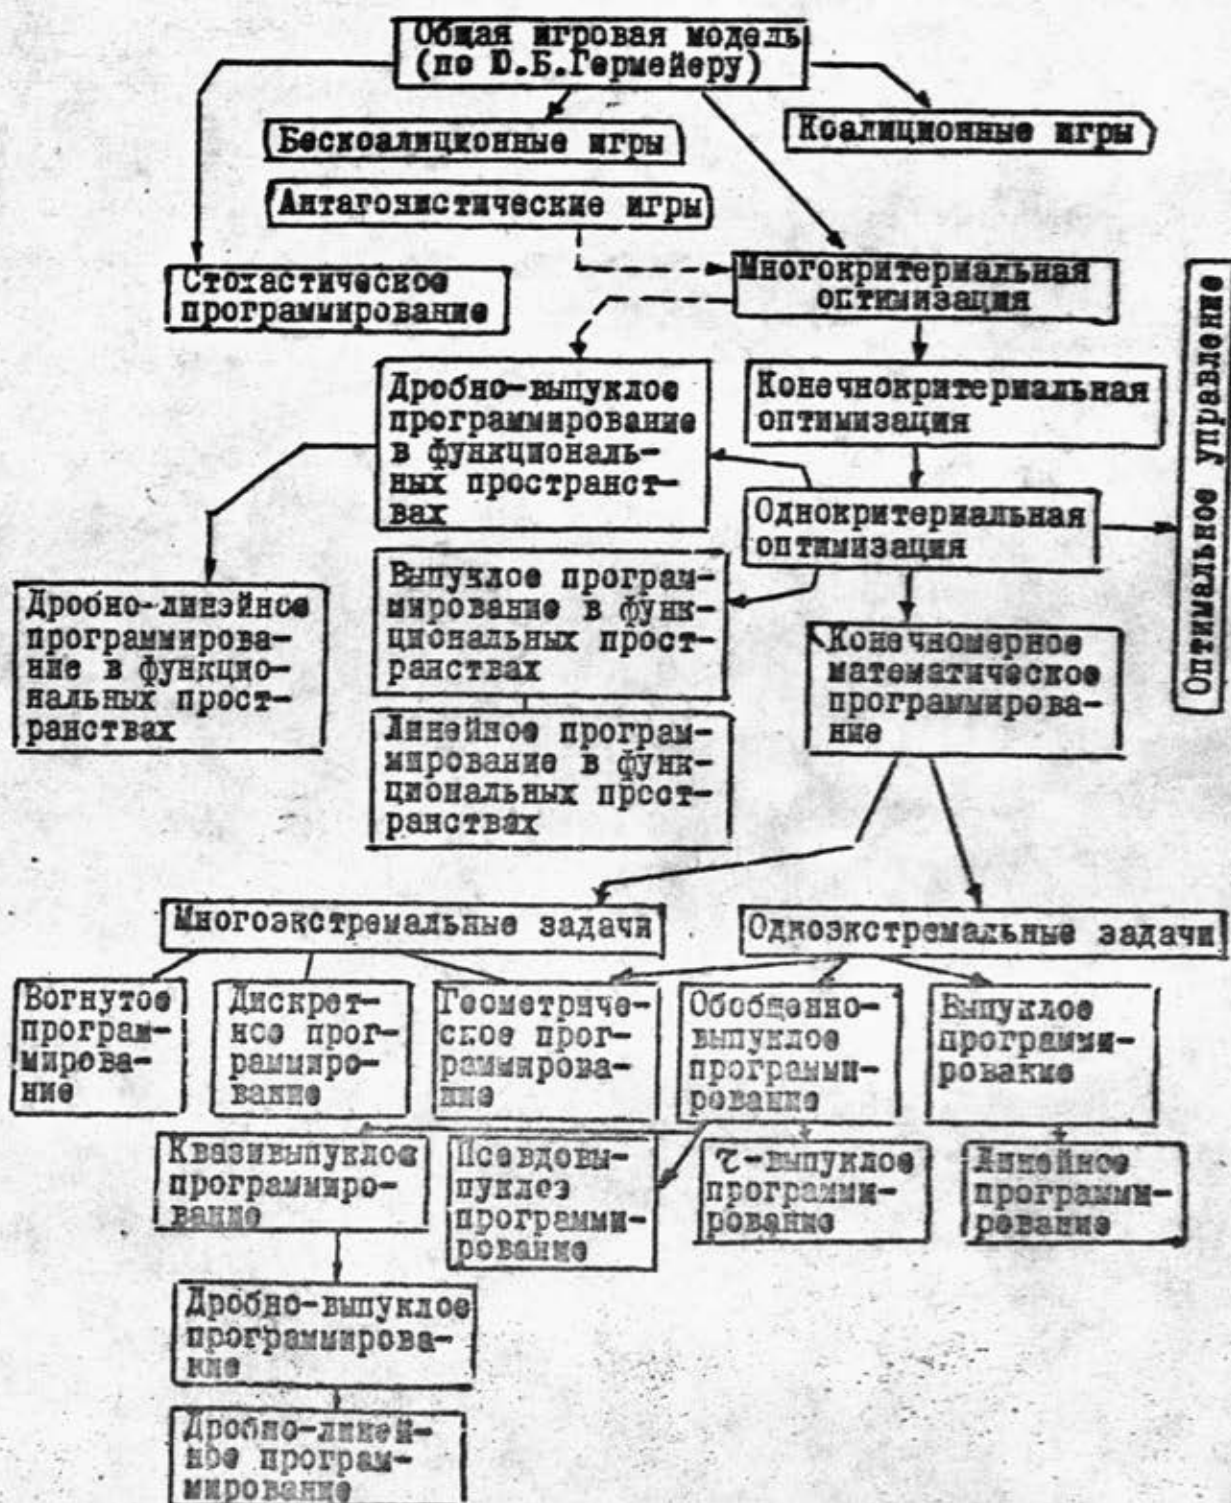 Общая игровая модель
(по Ю.Б.Гермейеру)
Бескоалиционные игры
Коалиционные игры
Антагонистические игры
Стохастическое
программирование
Многокритериальная
оптимизация
Оптимальное управление
Дробно-выпуклое
программирование
в функциональ-
ных пространст-
вах
Конечнокритериальная
оптимизация
Однокритериальная
оптимизация
Дробно-линейное
программирова-
ние в функцио-
нальных прост-
ранствах
Выпуклое програм-
мирование в функ-
циональных прост-
ранствах
Конечномерное
математическое
программирова-
ние
Линейное програм-
мирование в функ-
циональных прост-
ранствах
Многоэкстремальные задачи
Одноэкстремальные задачи
Вогнутое
програм-
мирова-
ние
Дискрет-
ное прог-
раммиро-
вание
Геометриче-
ское прог-
раммирова-
ние
Обобщенно-
выпуклое
программи-
рование
Выпуклое
программи-
рование
Квазивыпуклое
программиро-
вание
Псевдовы-
пуклое
программи-
рование
τ-выпуклое
программи-
рование
Линейное
программи-
рование
Дробно-выпуклое
программирова-
ние
Дробно-линей-
ное програм-
мирование